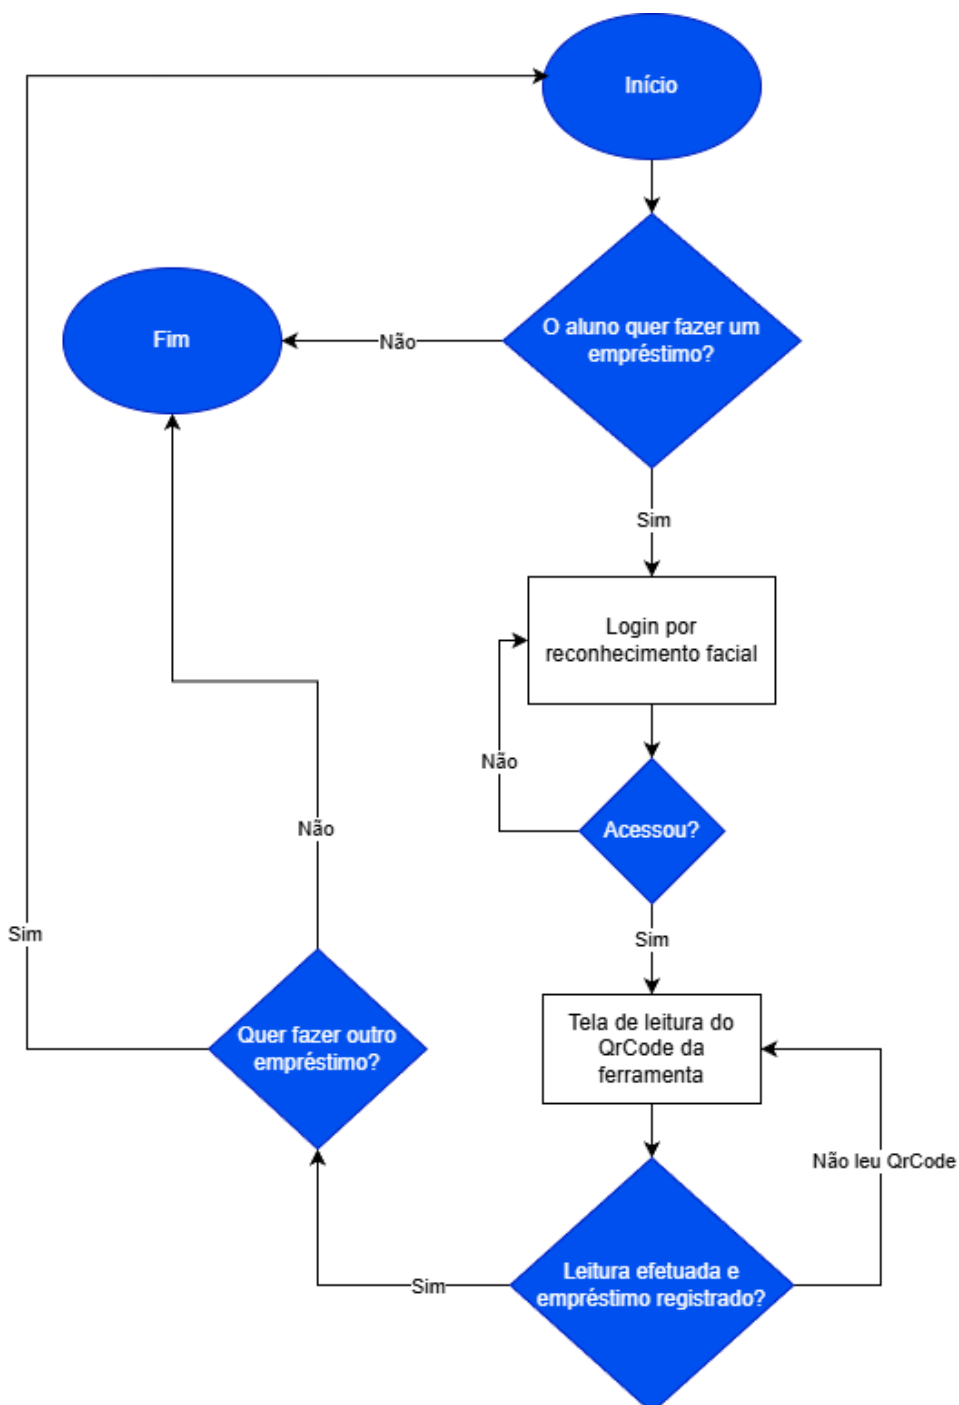 Início
O aluno quer fazer um
empréstimo?
Não
Fim
Sim
Login por
reconhecimento facial
Não
Acessou?
Não
Sim
Sim
Quer fazer outro
empréstimo?
Tela de leitura do
QrCode da
ferramenta
Não leu QrCode
Leitura efetuada e
empréstimo registrado?
Sim